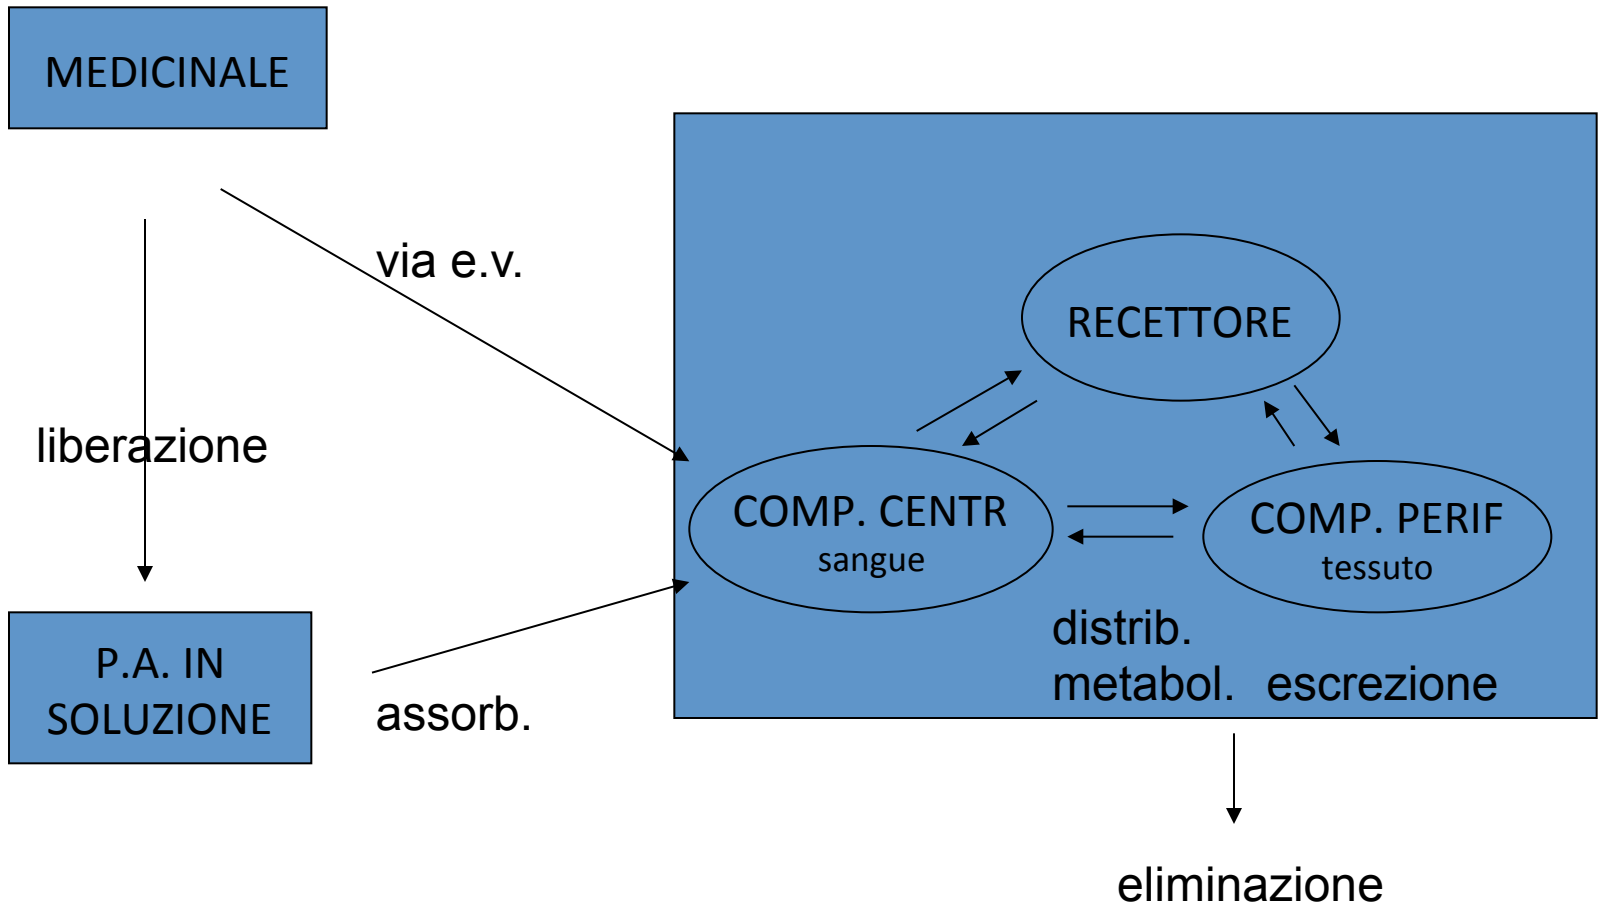 MEDICINALE
via e.v.
RECETTORE
liberazione
COMP. CENTR
sangue
COMP. PERIF
tessuto
distrib.
metabol. escrezione
P.A. IN
SOLUZIONE
assorb.
eliminazione